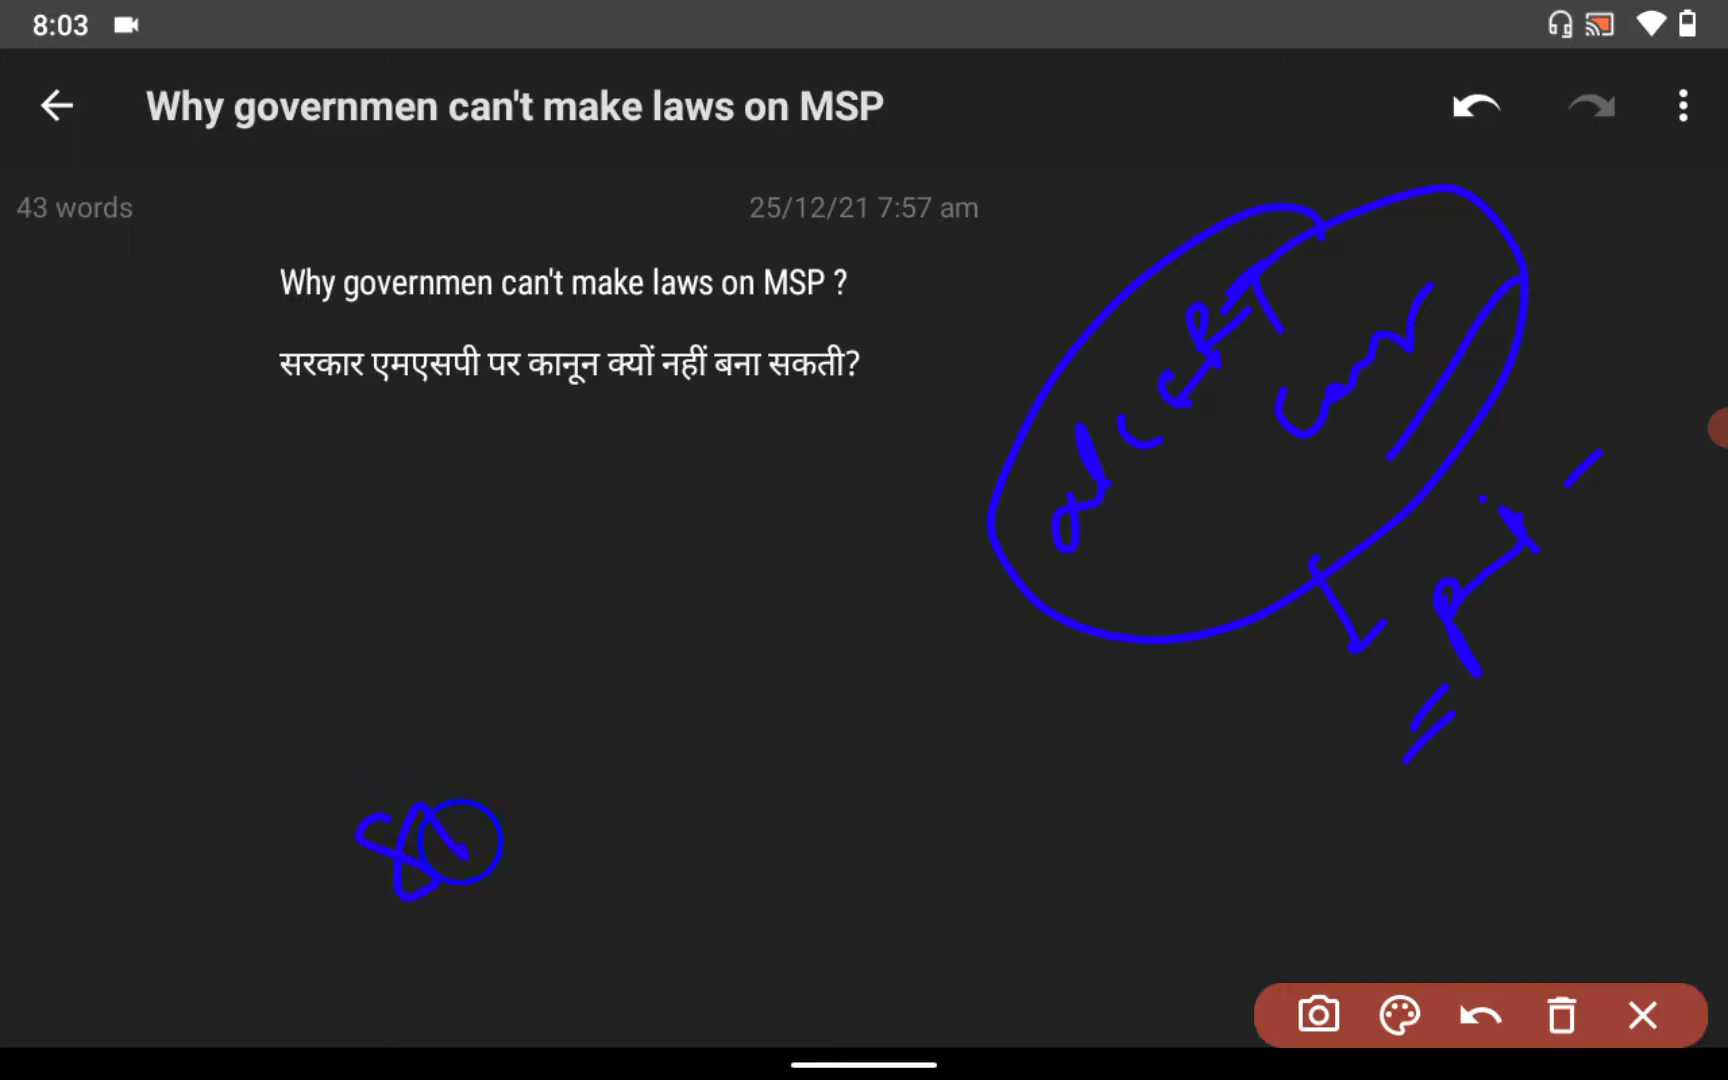 8:03
Why governmen can't make laws on MSP
43 words
25/12/21 7:57 am
Why governmen can't make laws on MSP ?
सरकार एमएसपी पर कानून क्यों नहीं बना सकती?